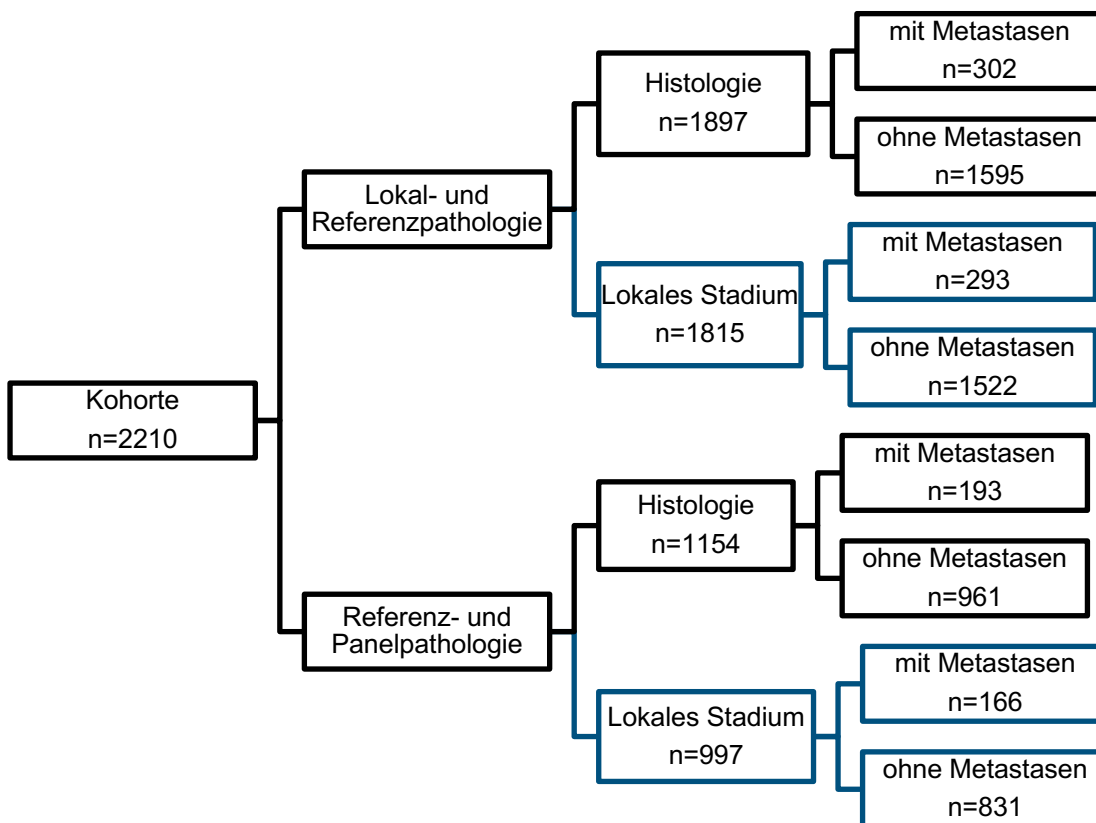 Kohorte
n=2210
Lokal- und
Referenzpathologie
Histologie
n=1897
mit Metastasen
n=302
ohne Metastasen
n=1595
Lokales Stadium
n=1815
mit Metastasen
n=293
ohne Metastasen
n=1522
Referenz- und
Panelpathologie
Histologie
n=1154
mit Metastasen
n=193
ohne Metastasen
n=961
Lokales Stadium
n=997
mit Metastasen
n=166
ohne Metastasen
n=831